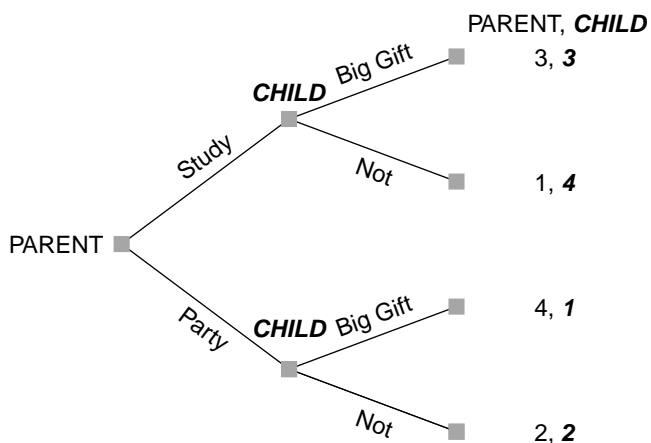 PARENT, CHILD
Big Gift
3, 3
CHILD
Study
Not
1, 4
PARENT
Party
CHILD
Big Gift
4, 1
Not
2, 2